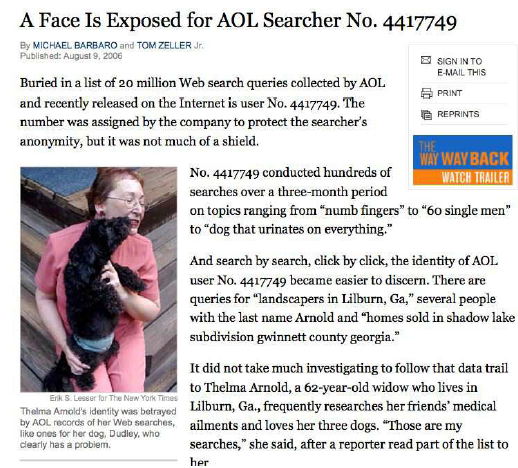 A Face Is Exposed for AOL Searcher No. 4417749
By MICHAEL BARBARO and TOM ZELLER Jr.
Published: August 9, 2006
SIGN IN TO
E-MAIL THIS
PRINT
REPRINTS
THE
WAY WAY BACK
WATCH TRAILER
Buried in a list of 20 million Web search queries collected by AOL
and recently released on the Internet is user No. 4417749. The
number was assigned by the company to protect the searcher's
anonymity, but it was not much of a shield.
No. 4417749 conducted hundreds of
searches over a three-month period
on topics ranging from “numb fingers” to “60 single men”
to “dog that urinates on everything.”
And search by search, click by click, the identity of AOL
user No. 4417749 became easier to discern. There are
queries for “landscapers in Lilburn, Ga,” several people
with the last name Arnold and “homes sold in shadow lake
subdivision gwinnett county georgia.”
It did not take much investigating to follow that data trail
to Thelma Arnold, a 62-year-old widow who lives in
Lilburn, Ga., frequently researches her friends’ medical
ailments and loves her three dogs. “Those are my
searches,” she said, after a reporter read part of the list to
her
Erik S. Lesser for The New York Times
Thelma Arnold's identity was betrayed
by AOL records of her Web searches,
like ones for her dog, Dudley, who
clearly has a problem.